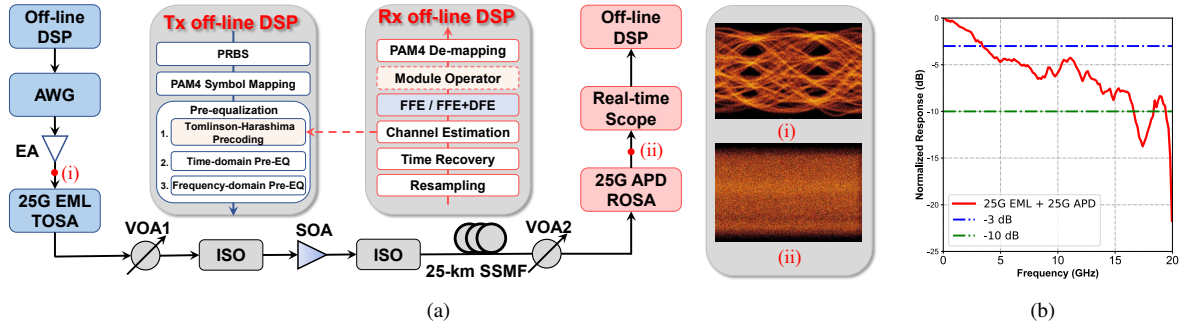 Off-line
DSP
AWG
EA
(i)
25G EML
TOSA
Tx off-line DSP
PRBS
PAM4 Symbol Mapping
Pre-equalization
1. Tomlinson-Harashima
Precoding
2. Time-domain Pre-EQ
3. Frequency-domain Pre-EQ
Rx off-line DSP
PAM4 De-mapping
Module Operator
FFE / FFE+DFE
Channel Estimation
Time Recovery
Resampling
Off-line
DSP
Real-time
Scope
(ii)
25G APD
ROSA
VOA1
ISO
SOA
ISO
25-km SSMF
VOA2
(i)
(ii)
(a)
Normalized Response (dB)
0
-5
-10
-15
-20
-25
25G EML + 25G APD
-3 dB
-10 dB
0 5 10 15 20
Frequency (GHz)
(b)